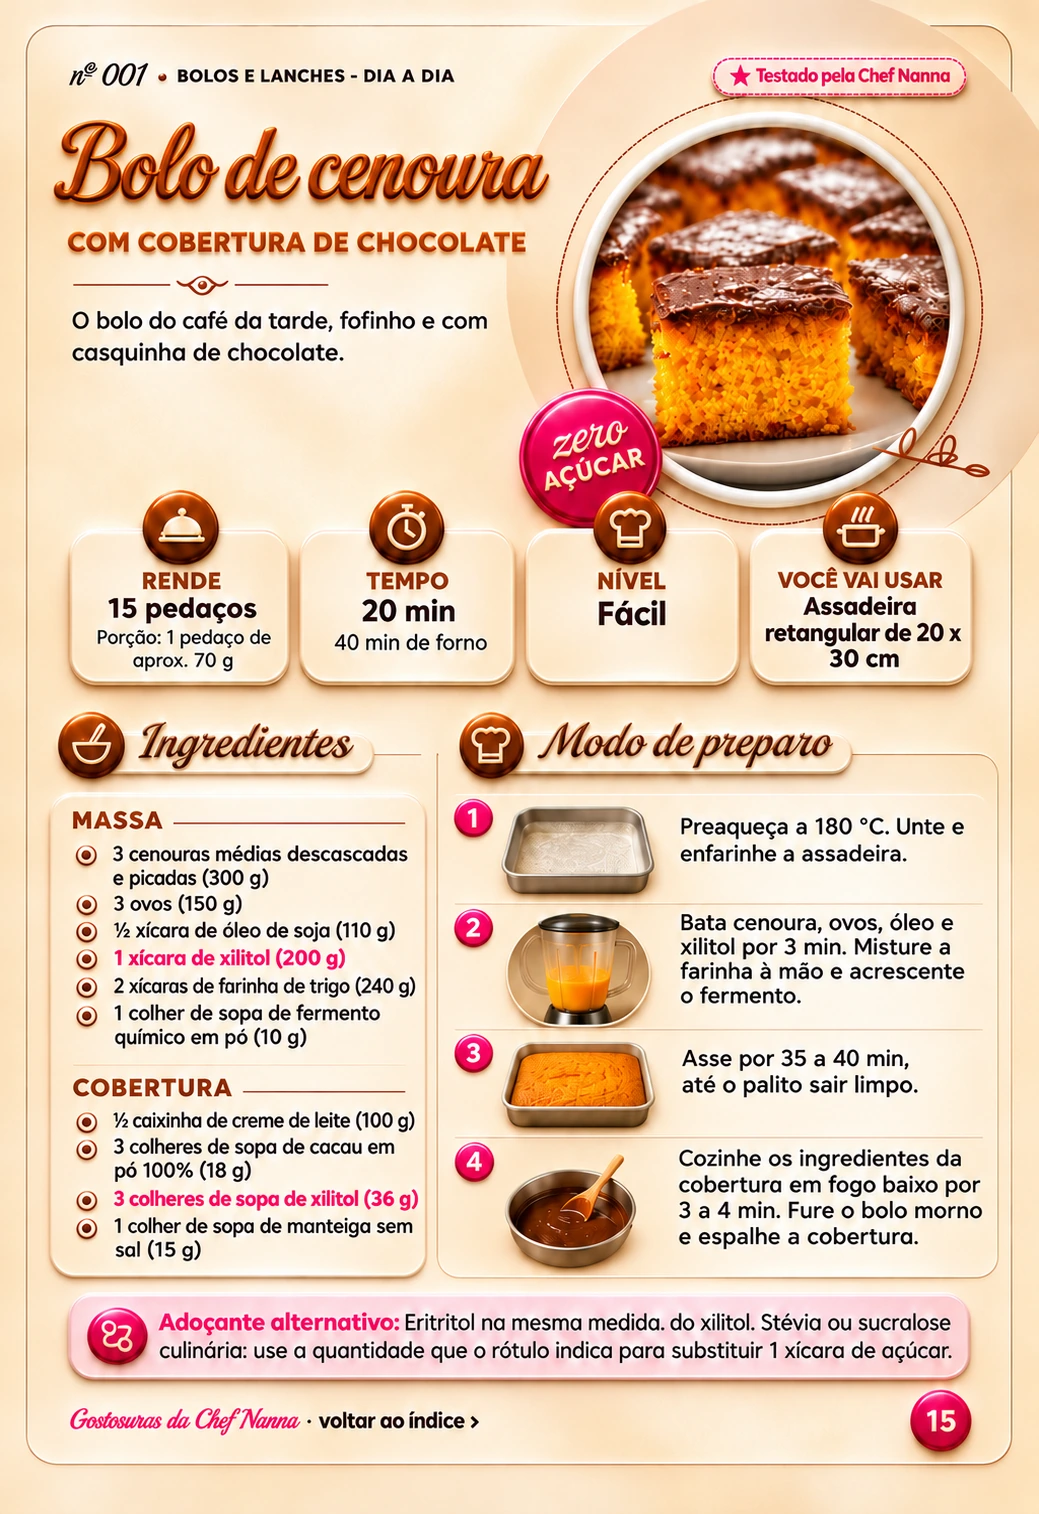 nº 001 • BOLOS E LANCHES - DIA A DIA
★ Testado pela Chef Nanna
Bolo de cenoura
COM COBERTURA DE CHOCOLATE
O bolo do café da tarde, fofinho e com
casquinha de chocolate.
zero
AÇÚCAR
RENDE
15 pedaços
Porção: 1 pedaço de
aprox. 70 g
TEMPO
20 min
40 min de forno
NÍVEL
Fácil
VOCÊ VAI USAR
Assadeira
retangular de 20 x
30 cm
Ingredientes
MASSA
3 cenouras médias descascadas
e picadas (300 g)
3 ovos (150 g)
½ xícara de óleo de soja (110 g)
1 xícara de xilitol (200 g)
2 xícaras de farinha de trigo (240 g)
1 colher de sopa de fermento
químico em pó (10 g)
COBERTURA
½ caixinha de creme de leite (100 g)
3 colheres de sopa de cacau em
pó 100% (18 g)
3 colheres de sopa de xilitol (36 g)
1 colher de sopa de manteiga sem
sal (15 g)
Modo de preparo
1
Preaqueça a 180 °C. Unte e
enfarinhe a assadeira.
2
Bata cenoura, ovos, óleo e
xilitol por 3 min. Misture a
farinha à mão e acrescente
o fermento.
3
Asse por 35 a 40 min,
até o palito sair limpo.
4
Cozinhe os ingredientes da
cobertura em fogo baixo por
3 a 4 min. Fure o bolo morno
e espalhe a cobertura.
Adoçante alternativo: Eritritol na mesma medida. do xilitol. Stévia ou sucralose
culinária: use a quantidade que o rótulo indica para substituir 1 xícara de açúcar.
Gostosuras da Chef Nanna · voltar ao índice ›
15